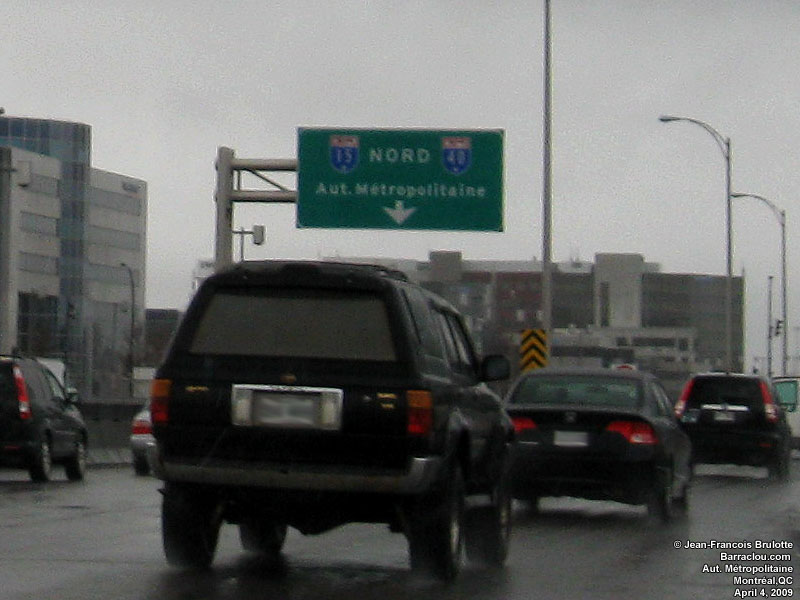 15 NORD 40
Aut. Métropolitaine
© Jean-Francois Brulotte
Barraclou.com
Aut. Métropolitaine
Montréal,QC
April 4, 2009